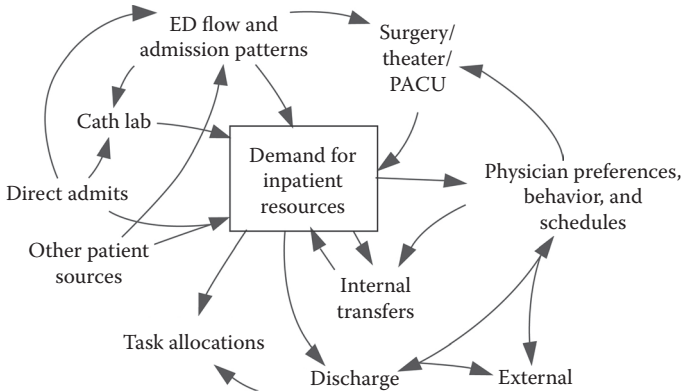 ED flow and
admission patterns
Surgery/
theater/
PACU
Cath lab
Demand for
inpatient
resources
Physician preferences,
behavior, and
schedules
Direct admits
Other patient
sources
Internal
transfers
Task allocations
Discharge
External